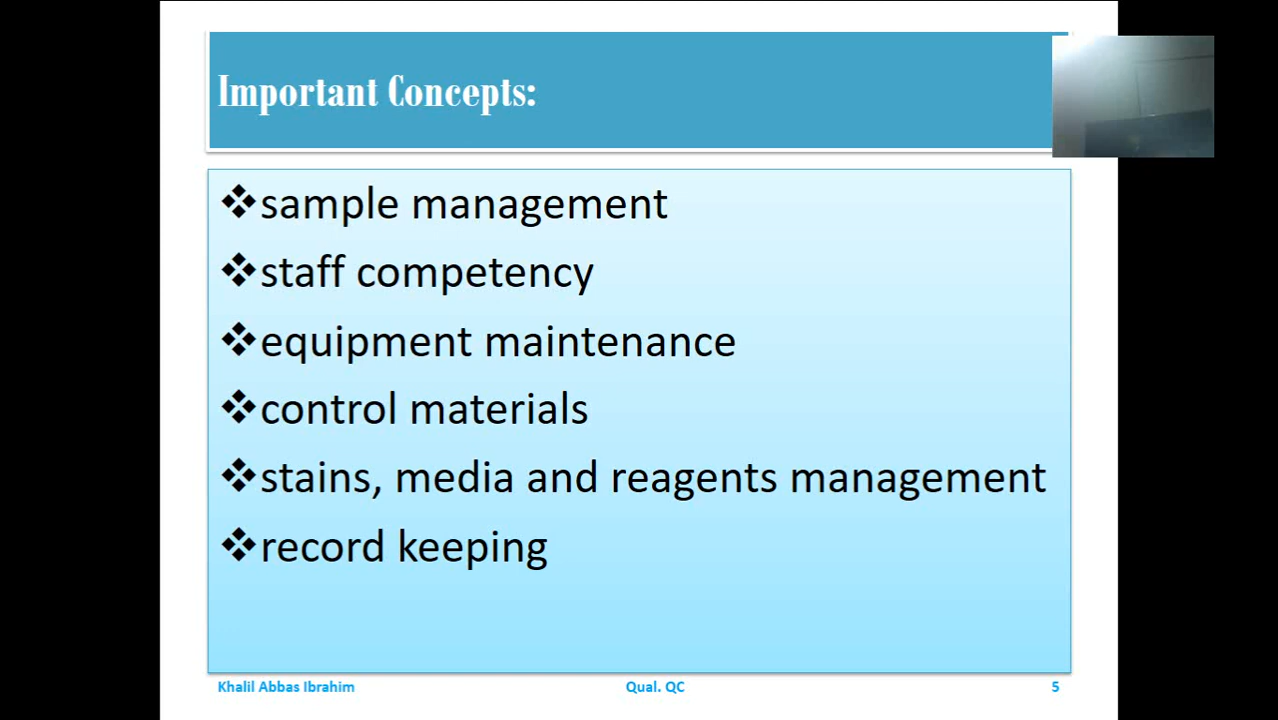 Important Concepts:
❖sample management
❖staff competency
❖equipment maintenance
❖control materials
❖stains, media and reagents management
❖record keeping
Khalil Abbas Ibrahim Qual. QC 5